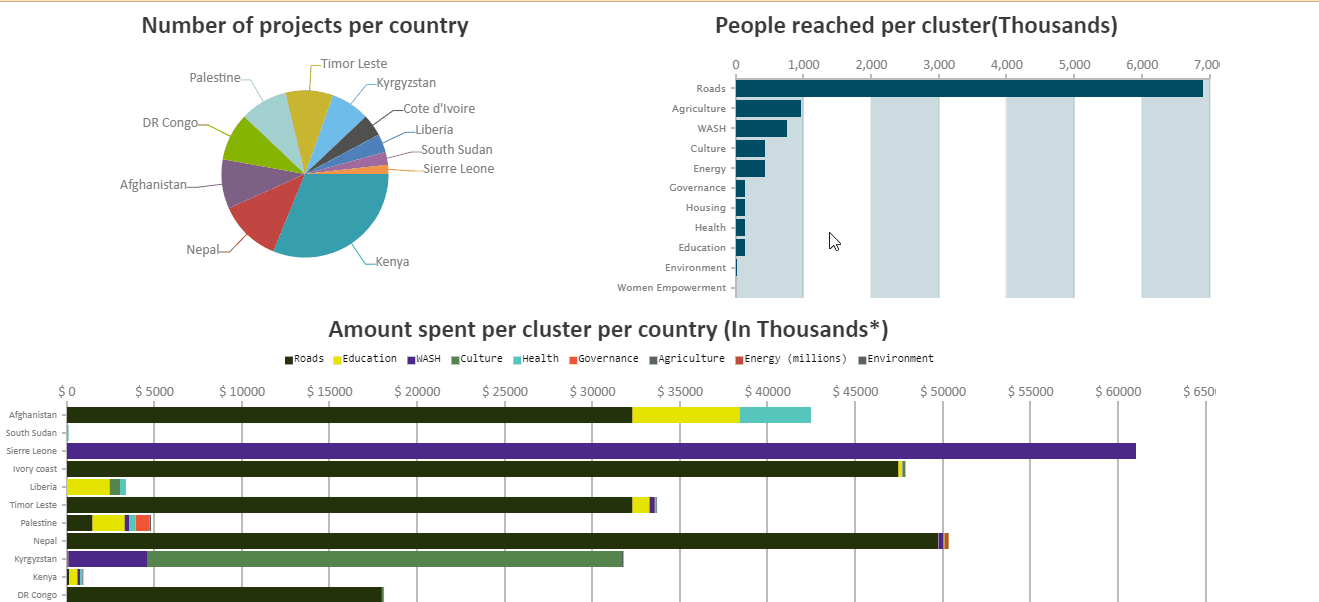 Number of projects per country
People reached per cluster(Thousands)
Timor Leste
Palestine
Kyrgyzstan
Cote d'Ivoire
DR Congo
Liberia
South Sudan
Sierre Leone
Afghanistan
Nepal
Kenya
0 1,000 2,000 3,000 4,000 5,000 6,000 7,00
Roads
Agriculture
WASH
Culture
Energy
Governance
Housing
Health
Education
Environment
Women Empowerment
Amount spent per cluster per country (In Thousands*)
Roads Education WASH Culture Health Governance Agriculture Energy (millions) Environment
$ 0 $ 5000 $ 10000 $ 15000 $ 20000 $ 25000 $ 30000 $ 35000 $ 40000 $ 45000 $ 50000 $ 55000 $ 60000 $ 6500
Afghanistan
South Sudan
Sierre Leone
Ivory coast
Liberia
Timor Leste
Palestine
Nepal
Kyrgyzstan
Kenya
DR Congo